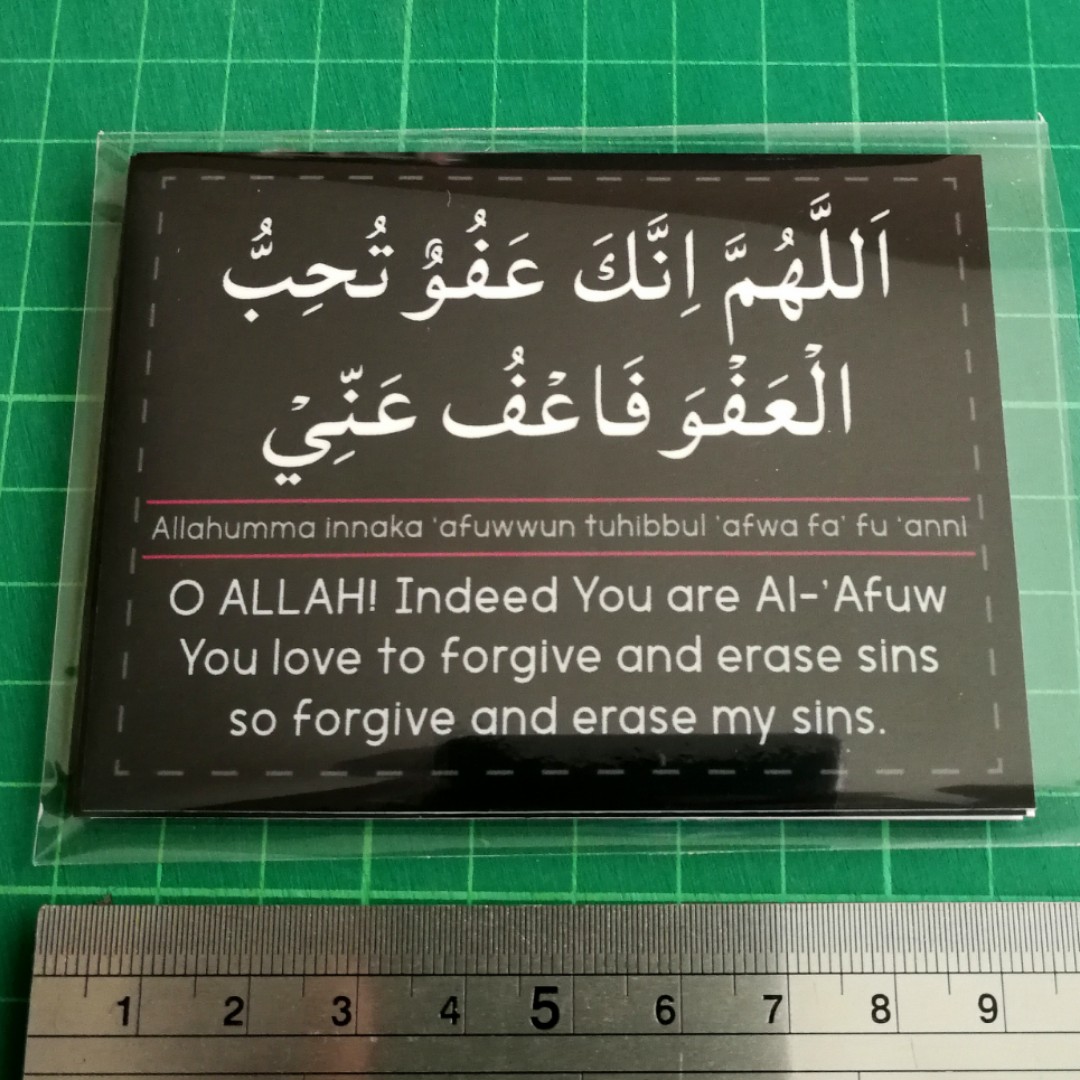 اَللَّهُمَّ اِنَّكَ عَفُوٌّ تُحِبُّ
الْعَفْوَ فَاعْفُ عَنِّيْ
Allahumma innaka 'afuwwun tuhibbul 'afwa fa' fu 'anni
O ALLAH! Indeed You are Al-'Afuw
You love to forgive and erase sins
so forgive and erase my sins.
1 2 3 4 5 6 7 8 9